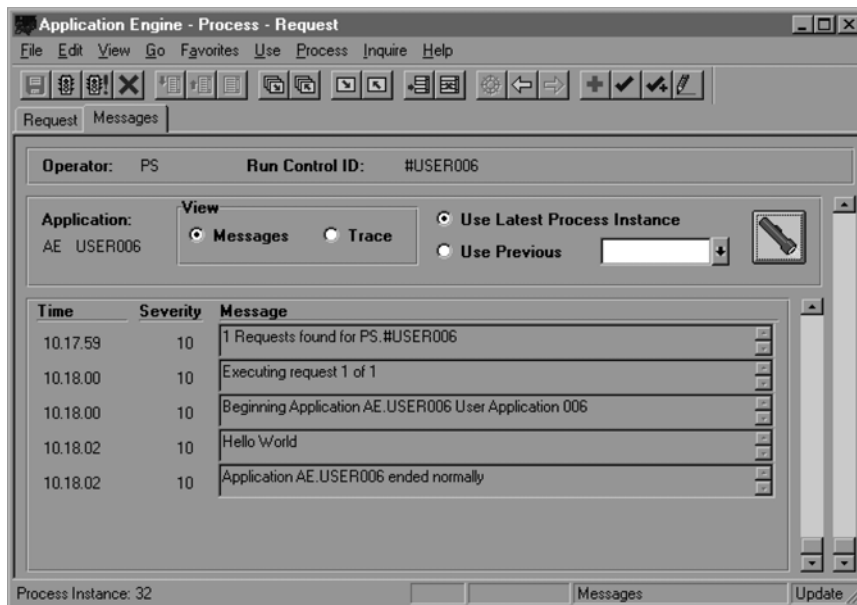 Application Engine - Process - Request
File Edit View Go Favorites Use Process Inquire Help
Request Messages
Operator: PS Run Control ID: #USER006
View
Application:
AE USER006
Messages Trace
Use Latest Process Instance
Use Previous
Time Severity Message
10.17.59 10 1 Requests found for PS.#USER006
10.18.00 10 Executing request 1 of 1
10.18.00 10 Beginning Application AE.USER006 User Application 006
10.18.02 10 Hello World
10.18.02 10 Application AE.USER006 ended normally
Process Instance: 32 Messages Update